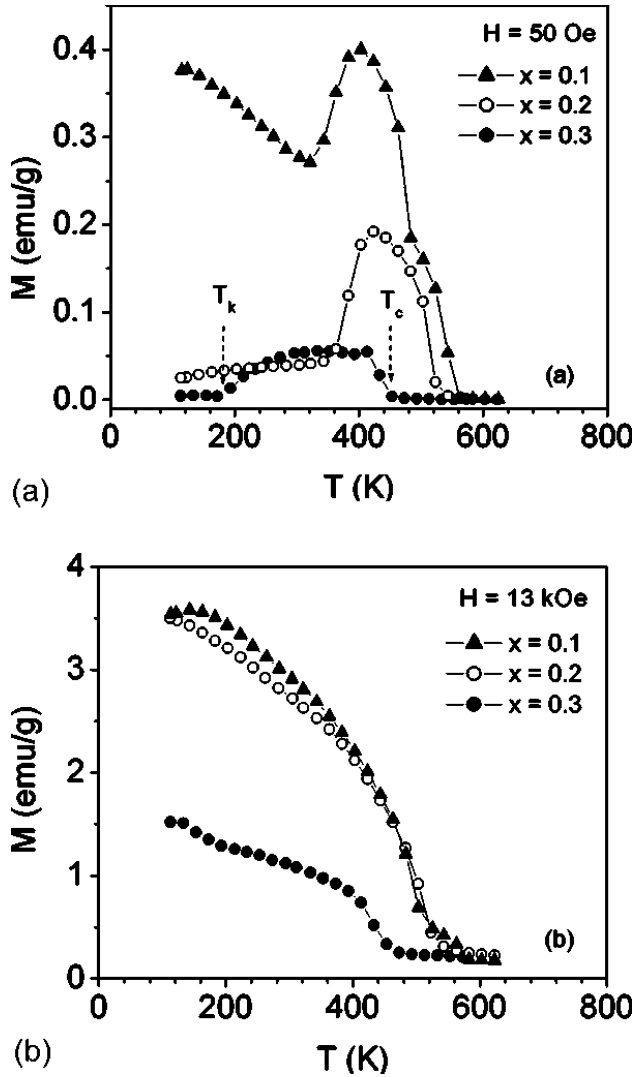 H = 50 Oe
x = 0.1
x = 0.2
x = 0.3
0.4
0.3
0.2
0.1
0.0
M (emu/g)
Tk
Tc
(a)
0 200 400 600 800
T (K)
(a)
H = 13 kOe
x = 0.1
x = 0.2
x = 0.3
4
3
2
1
0
M (emu/g)
(b)
0 200 400 600 800
T (K)
(b)